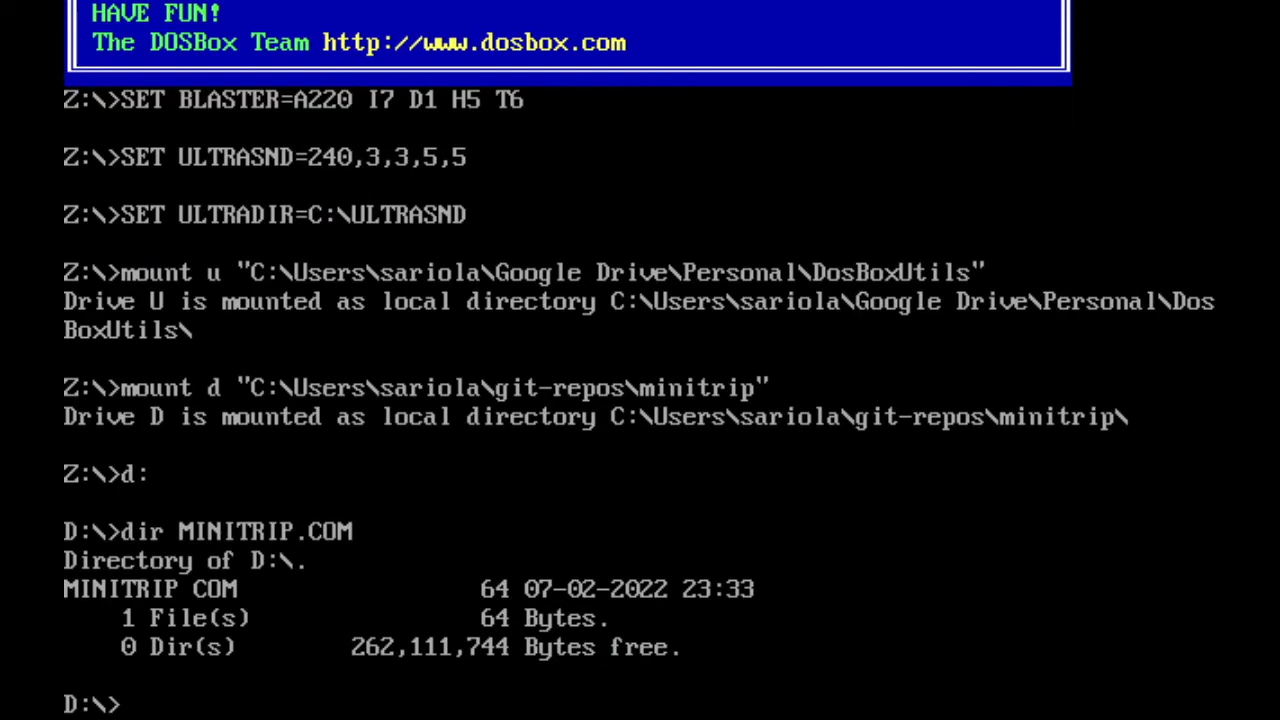 HAVE FUN!
The DOSBox Team http://www.dosbox.com
Z:\>SET BLASTER=A220 I7 D1 H5 T6
Z:\>SET ULTRASND=240,3,3,5,5
Z:\>SET ULTRADIR=C:\ULTRASND
Z:\>mount u "C:\Users\sariola\Google Drive\Personal\DosBoxUtils"
Drive U is mounted as local directory C:\Users\sariola\Google Drive\Personal\Dos
BoxUtils\
Z:\>mount d "C:\Users\sariola\git-repos\minitrip"
Drive D is mounted as local directory C:\Users\sariola\git-repos\minitrip\
Z:\>d:
D:\>dir MINITRIP.COM
Directory of D:\.
MINITRIP COM 64 07-02-2022 23:33
1 File(s) 64 Bytes.
0 Dir(s) 262,111,744 Bytes free.
D:\>